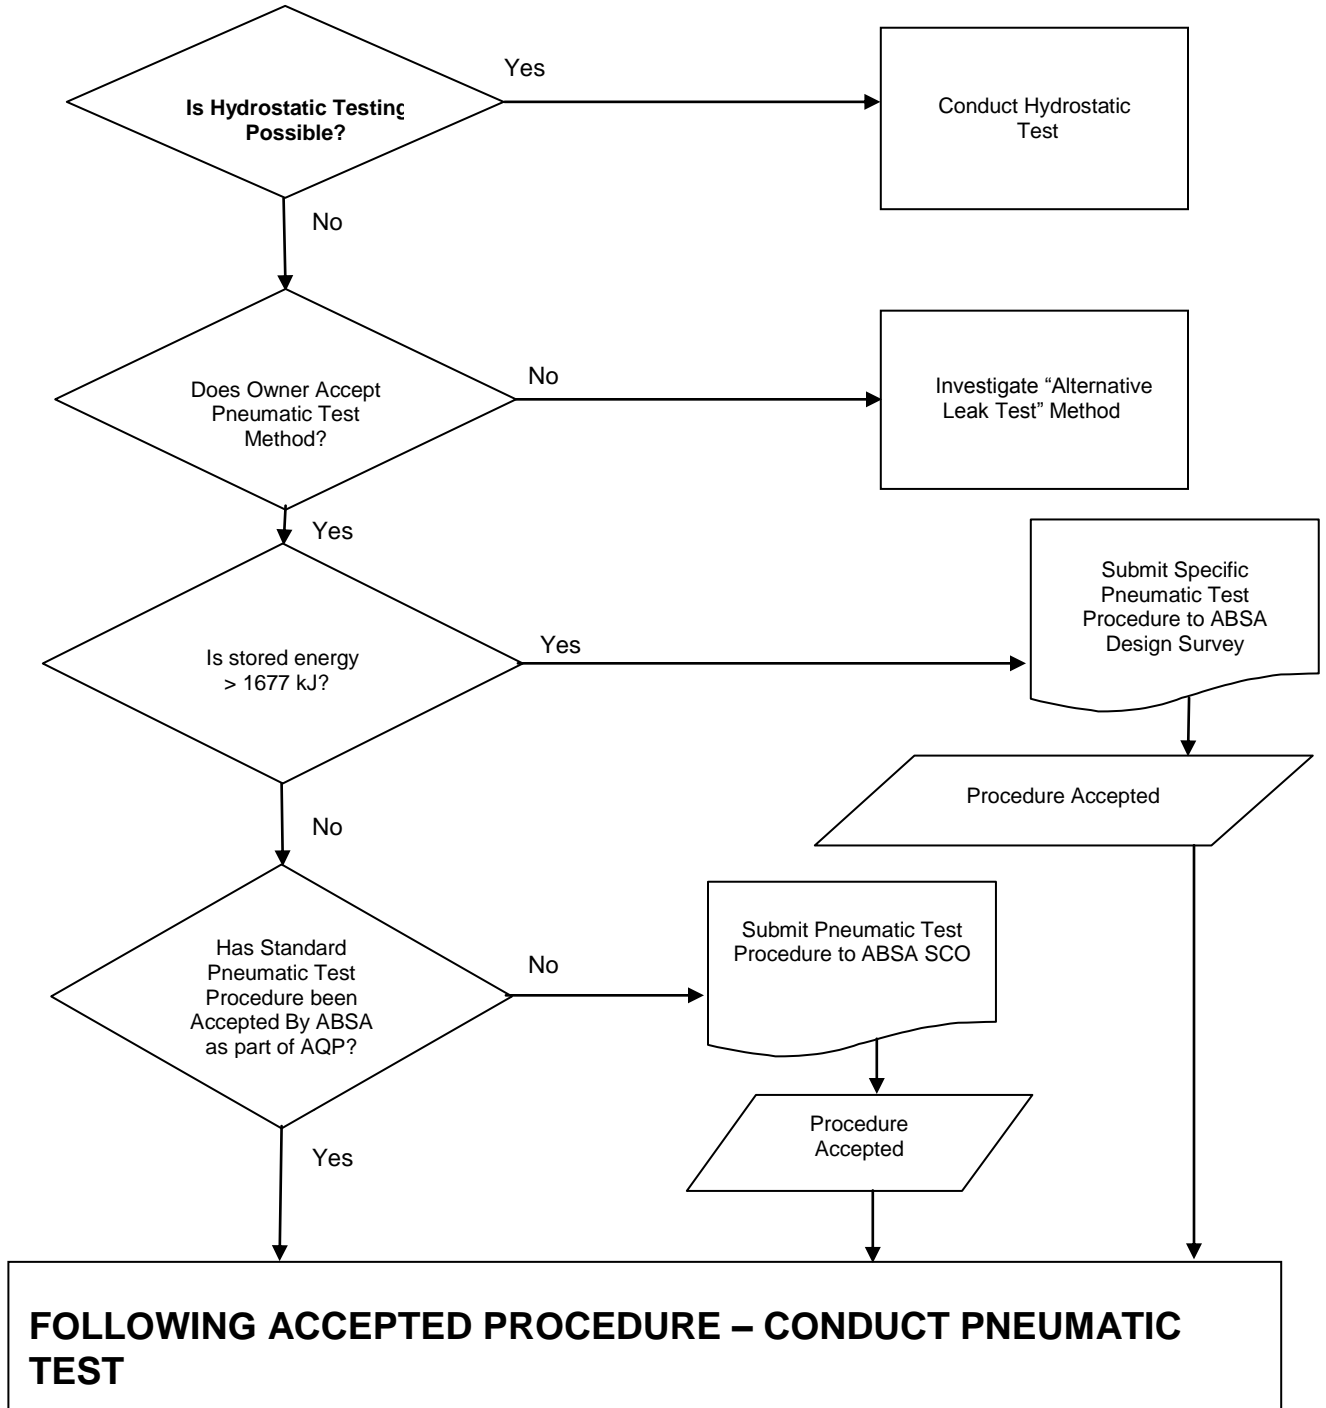 Is Hydrostatic Testing
Possible?
Yes
Conduct Hydrostatic
Test
No
Does Owner Accept
Pneumatic Test
Method?
No
Investigate “Alternative
Leak Test” Method
Yes
Is stored energy
> 1677 kJ?
Yes
Submit Specific
Pneumatic Test
Procedure to ABSA
Design Survey
Procedure Accepted
No
Has Standard
Pneumatic Test
Procedure been
Accepted By ABSA
as part of AQP?
No
Submit Pneumatic Test
Procedure to ABSA SCO
Procedure
Accepted
Yes
FOLLOWING ACCEPTED PROCEDURE – CONDUCT PNEUMATIC
TEST